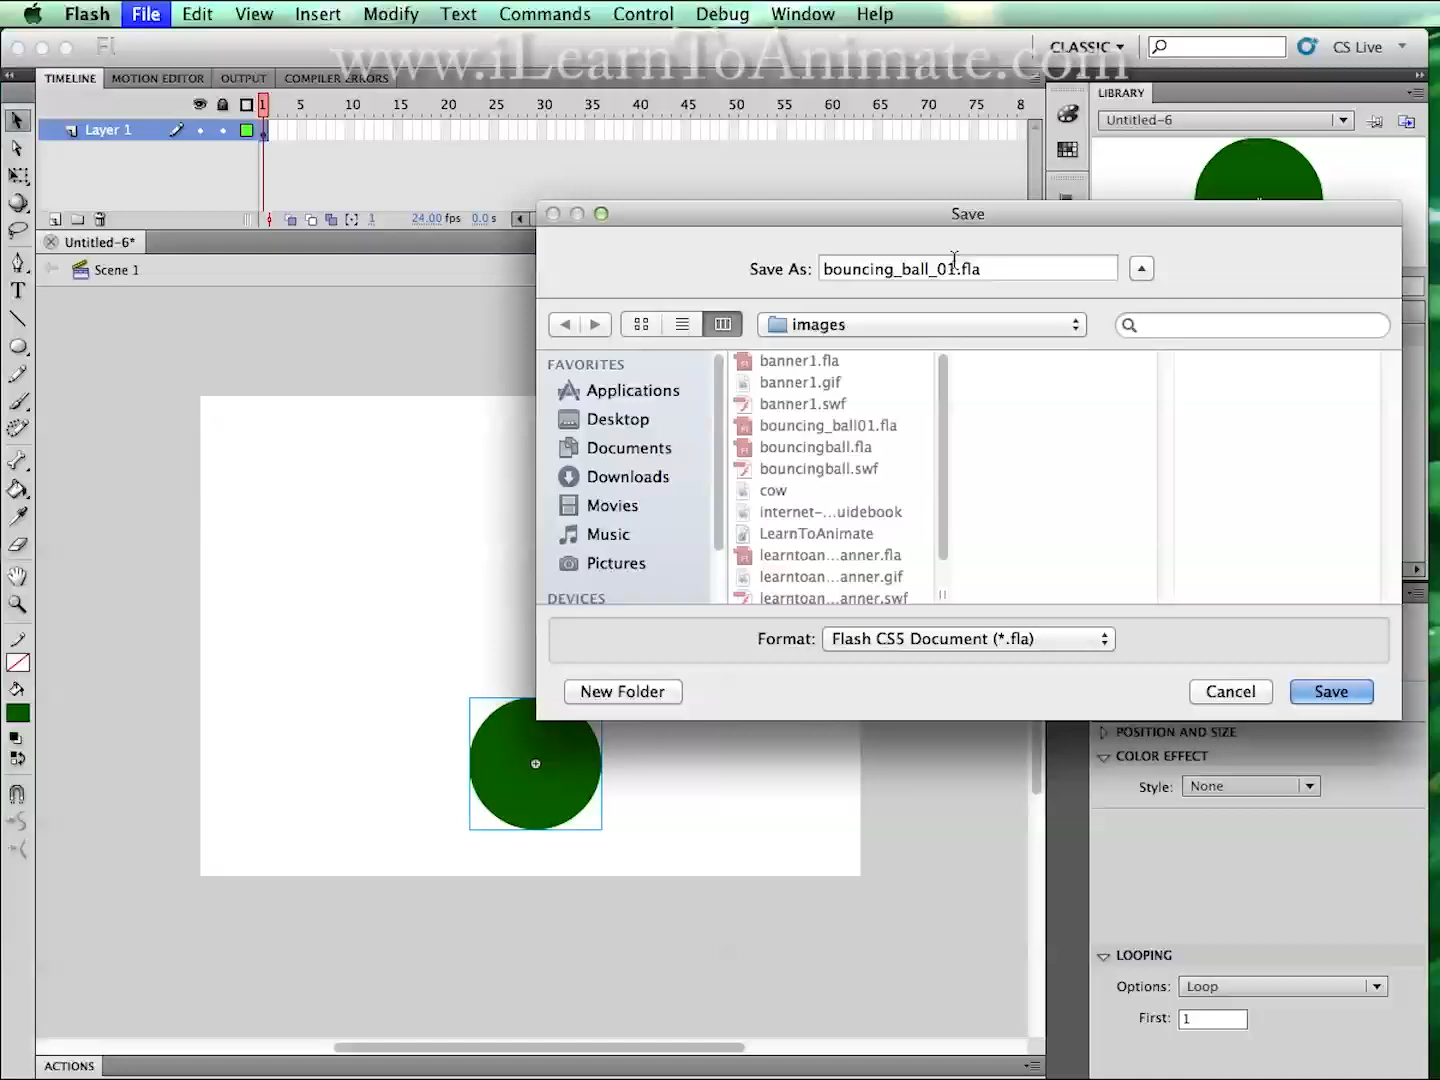 Flash File Edit View Insert Modify Text Commands Control Debug Window Help
www.iLearnToAnimate.com
Fl CLASSIC CS Live
TIMELINE MOTION EDITOR OUTPUT COMPILER ERRORS
1 5 10 15 20 25 30 35 40 45 50 55 60 65 70 75 8
Layer 1
1 24.00 fps 0.0 s
LIBRARY
Untitled-6
Untitled-6*
Scene 1
Save
Save As: bouncing_ball_01.fla
images
FAVORITES
Applications
Desktop
Documents
Downloads
Movies
Music
Pictures
DEVICES
banner1.fla
banner1.gif
banner1.swf
bouncing_ball01.fla
bouncingball.fla
bouncingball.swf
cow
internet-...uidebook
LearnToAnimate
learntoan...anner.fla
learntoan...anner.gif
learntoan...anner.swf
Format: Flash CS5 Document (*.fla)
New Folder Cancel Save
POSITION AND SIZE
COLOR EFFECT
Style: None
LOOPING
Options: Loop
First: 1
ACTIONS